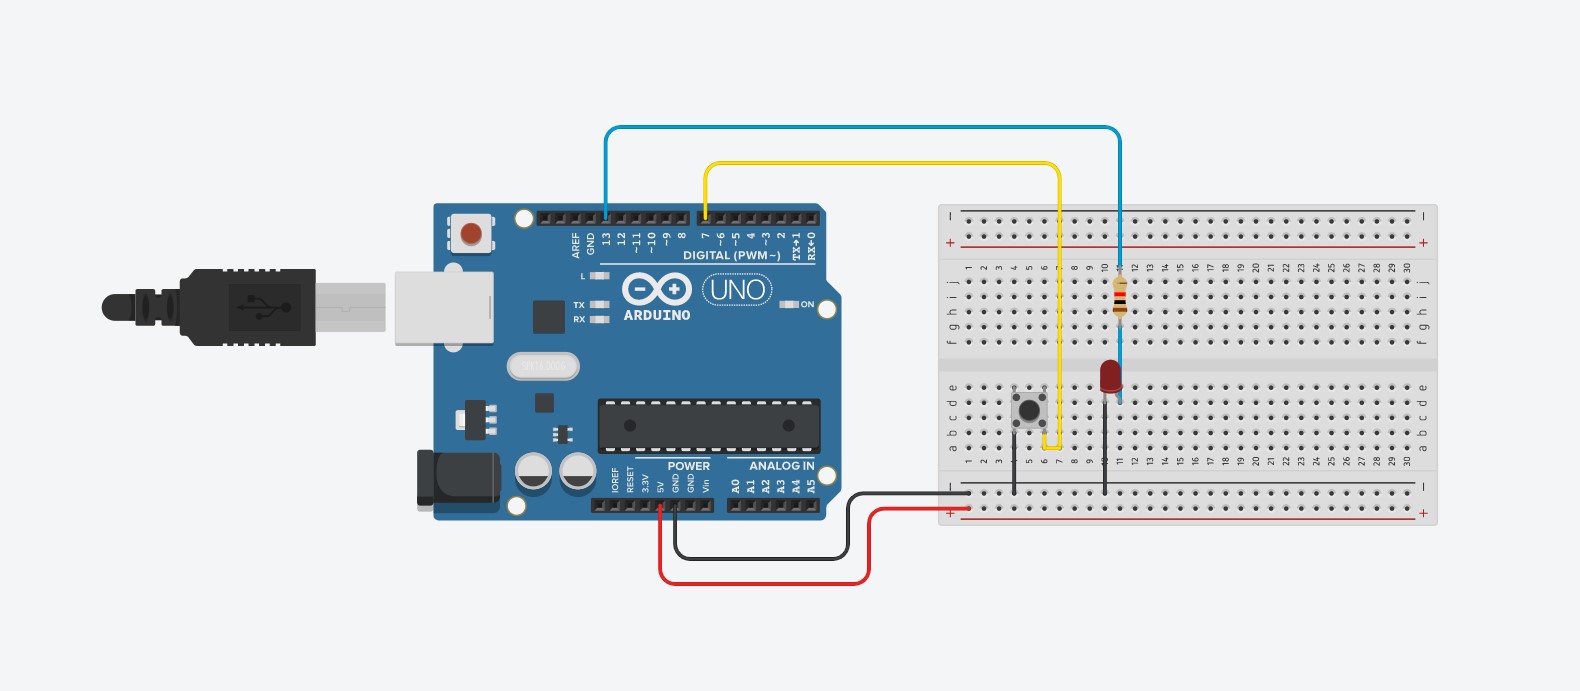 AREF
GND
13
12
~11
~10
~9
8
7
~6
~5
4
~3
2
TX→1
RX←0
DIGITAL (PWM ~)
L
TX
RX
UNO
ON
ARDUINO
POWER
ANALOG IN
IOREF
RESET
3.3V
5V
GND
GND
Vin
A0
A1
A2
A3
A4
A5
− −
+ +
1 2 3 4 5 6 7 8 9 10 11 12 13 14 15 16 17 18 19 20 21 22 23 24 25 26 27 28 29 30
j j
i i
h h
g g
f f
e e
d d
c c
b b
a a
1 2 3 4 5 6 7 8 9 10 11 12 13 14 15 16 17 18 19 20 21 22 23 24 25 26 27 28 29 30
− −
+ +